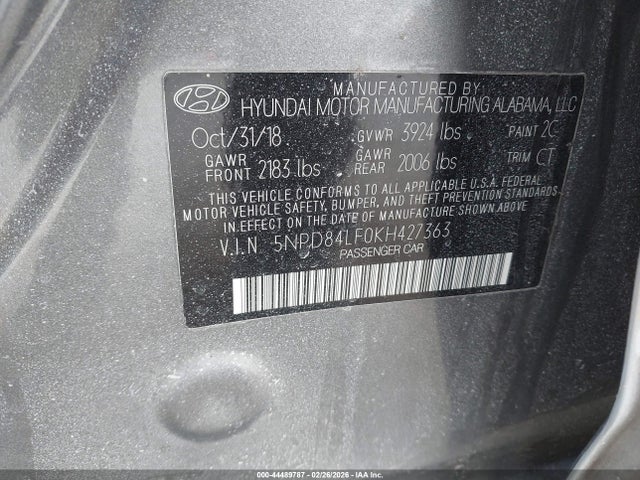 MANUFACTURED BY
HYUNDAI MOTOR MANUFACTURING ALABAMA, LLC
Oct/31/18 GVWR 3924 lbs PAINT 2C
GAWR FRONT 2183 lbs GAWR REAR 2006 lbs TRIM CT
THIS VEHICLE CONFORMS TO ALL APPLICABLE U.S.A. FEDERAL
MOTOR VEHICLE SAFETY, BUMPER, AND THEFT PREVENTION STANDARDS
IN EFFECT ON THE DATE OF MANUFACTURE SHOWN ABOVE.
V.I.N 5NPD84LF0KH427363
PASSENGER CAR
000-44489787 - 02/26/2026 - IAA Inc.